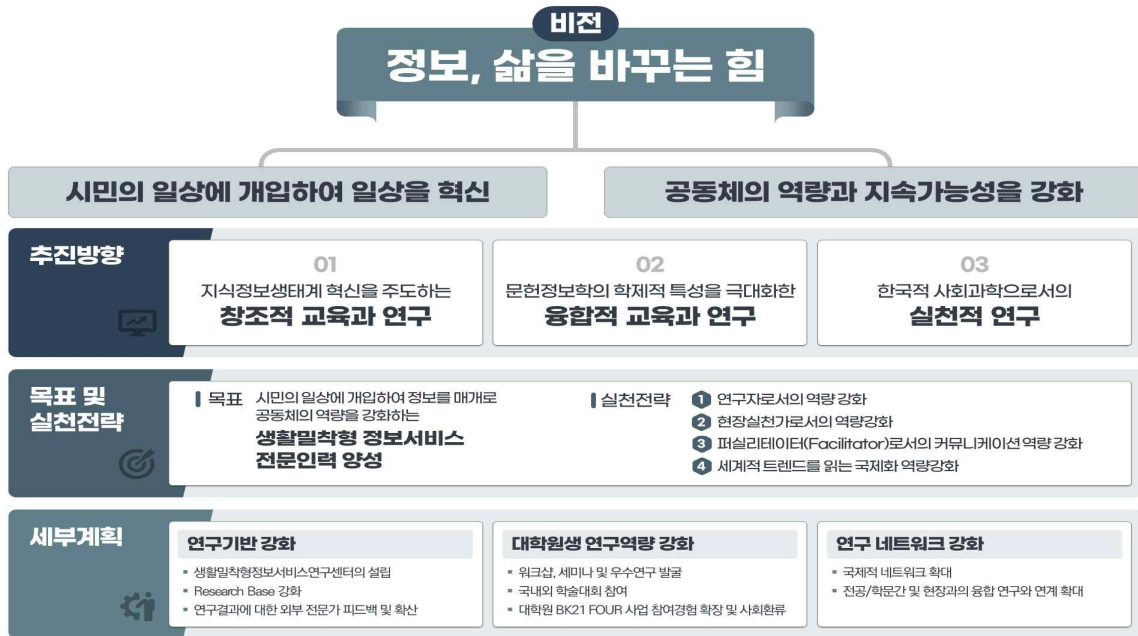 비전
정보, 삶을 바꾸는 힘
시민의 일상에 개입하여 일상을 혁신
공동체의 역량과 지속가능성을 강화
추진방향
01
지식정보생태계 혁신을 주도하는
창조적 교육과 연구
02
문헌정보학의 학제적 특성을 극대화한
융합적 교육과 연구
03
한국적 사회과학으로서의
실천적 연구
목표 및
실천전략
목표
시민의 일상에 개입하여 정보를 매개로
공동체의 역량을 강화하는
생활밀착형 정보서비스
전문인력 양성
실천전략
1 연구자로서의 역량 강화
2 현장실천가로서의 역량강화
3 퍼실리테이터(Facilitator)로서의 커뮤니케이션 역량 강화
4 세계적 트렌드를 읽는 국제화 역량강화
세부계획
연구기반 강화
▪ 생활밀착형정보서비스연구센터의 설립
▪ Research Base 강화
▪ 연구결과에 대한 외부 전문가 피드백 및 확산
대학원생 연구역량 강화
▪ 워크샵, 세미나 및 우수연구 발굴
▪ 국내외 학술대회 참여
▪ 대학원 BK21 FOUR 사업 참여경험 확장 및 사회환류
연구 네트워크 강화
▪ 국제적 네트워크 확대
▪ 전공/학문간 및 현장과의 융합 연구와 연계 확대